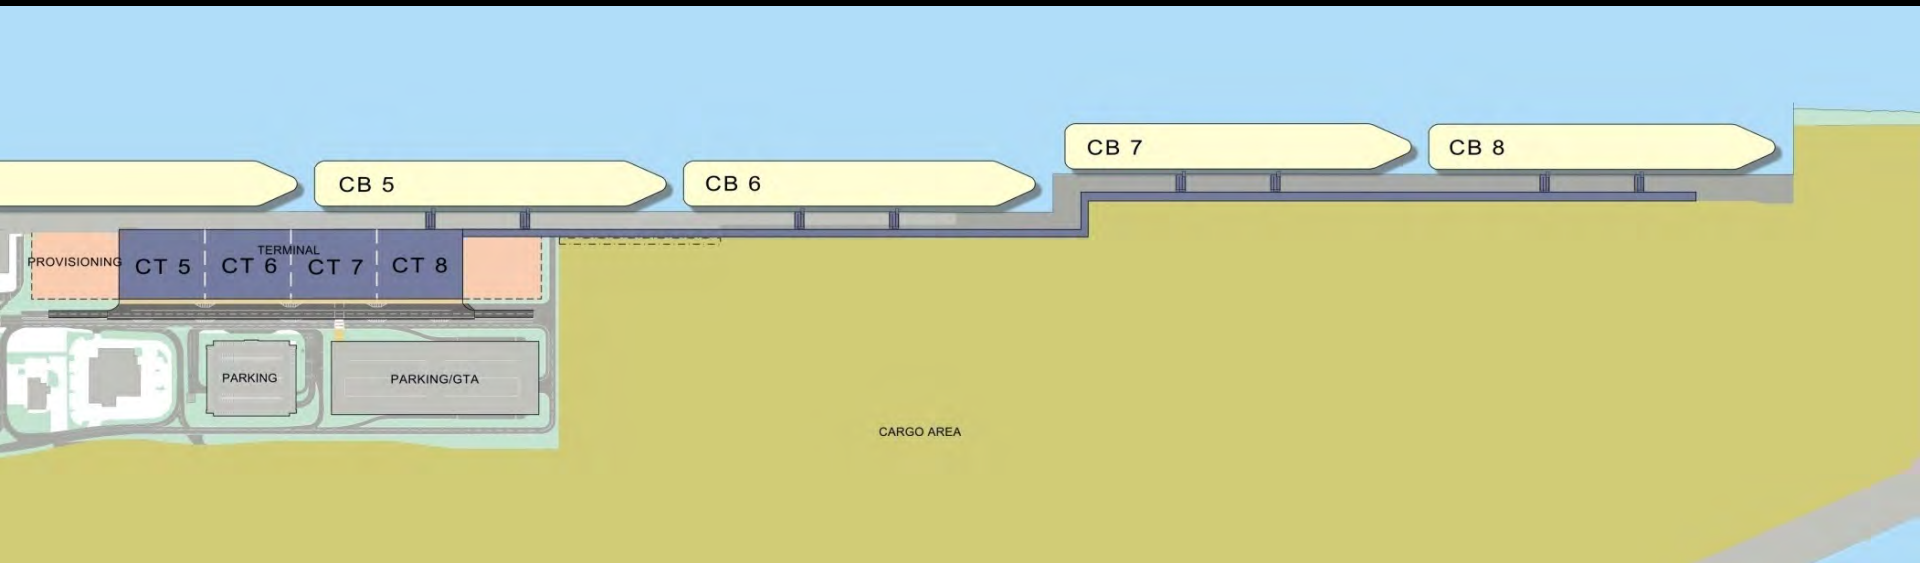 CB 7
CB 8
CB 5
CB 6
TERMINAL
PROVISIONING
CT 5
CT 6
CT 7
CT 8
PARKING
PARKING/GTA
CARGO AREA